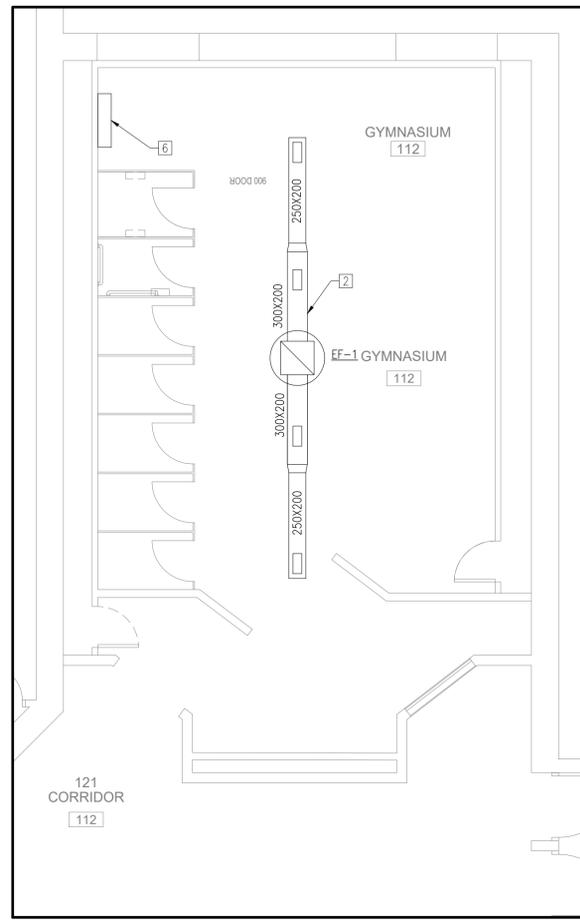 GYMNASIUM
112
6
900 DOOR
250X200
2
300X200
EF-1 GYMNASIUM
112
300X200
250X200
121
CORRIDOR
112